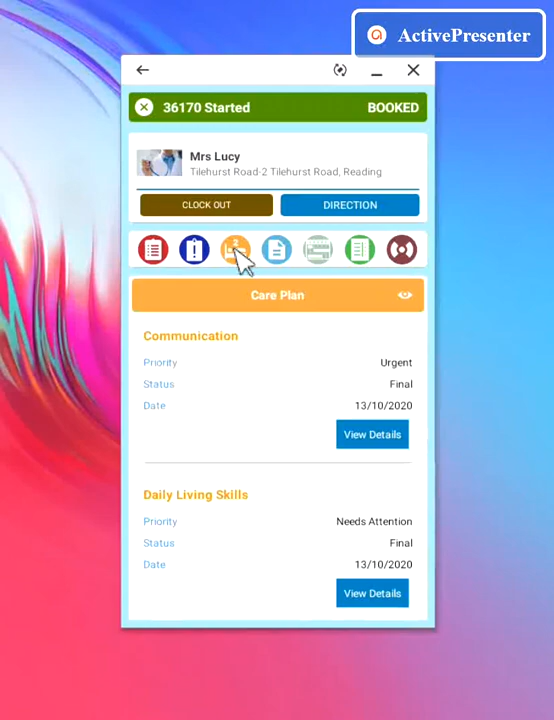 ActivePresenter
36170 Started BOOKED
Mrs Lucy
Tilehurst Road-2 Tilehurst Road, Reading
CLOCK OUT DIRECTION
Care Plan
Communication
Priority Urgent
Status Final
Date 13/10/2020
View Details
Daily Living Skills
Priority Needs Attention
Status Final
Date 13/10/2020
View Details